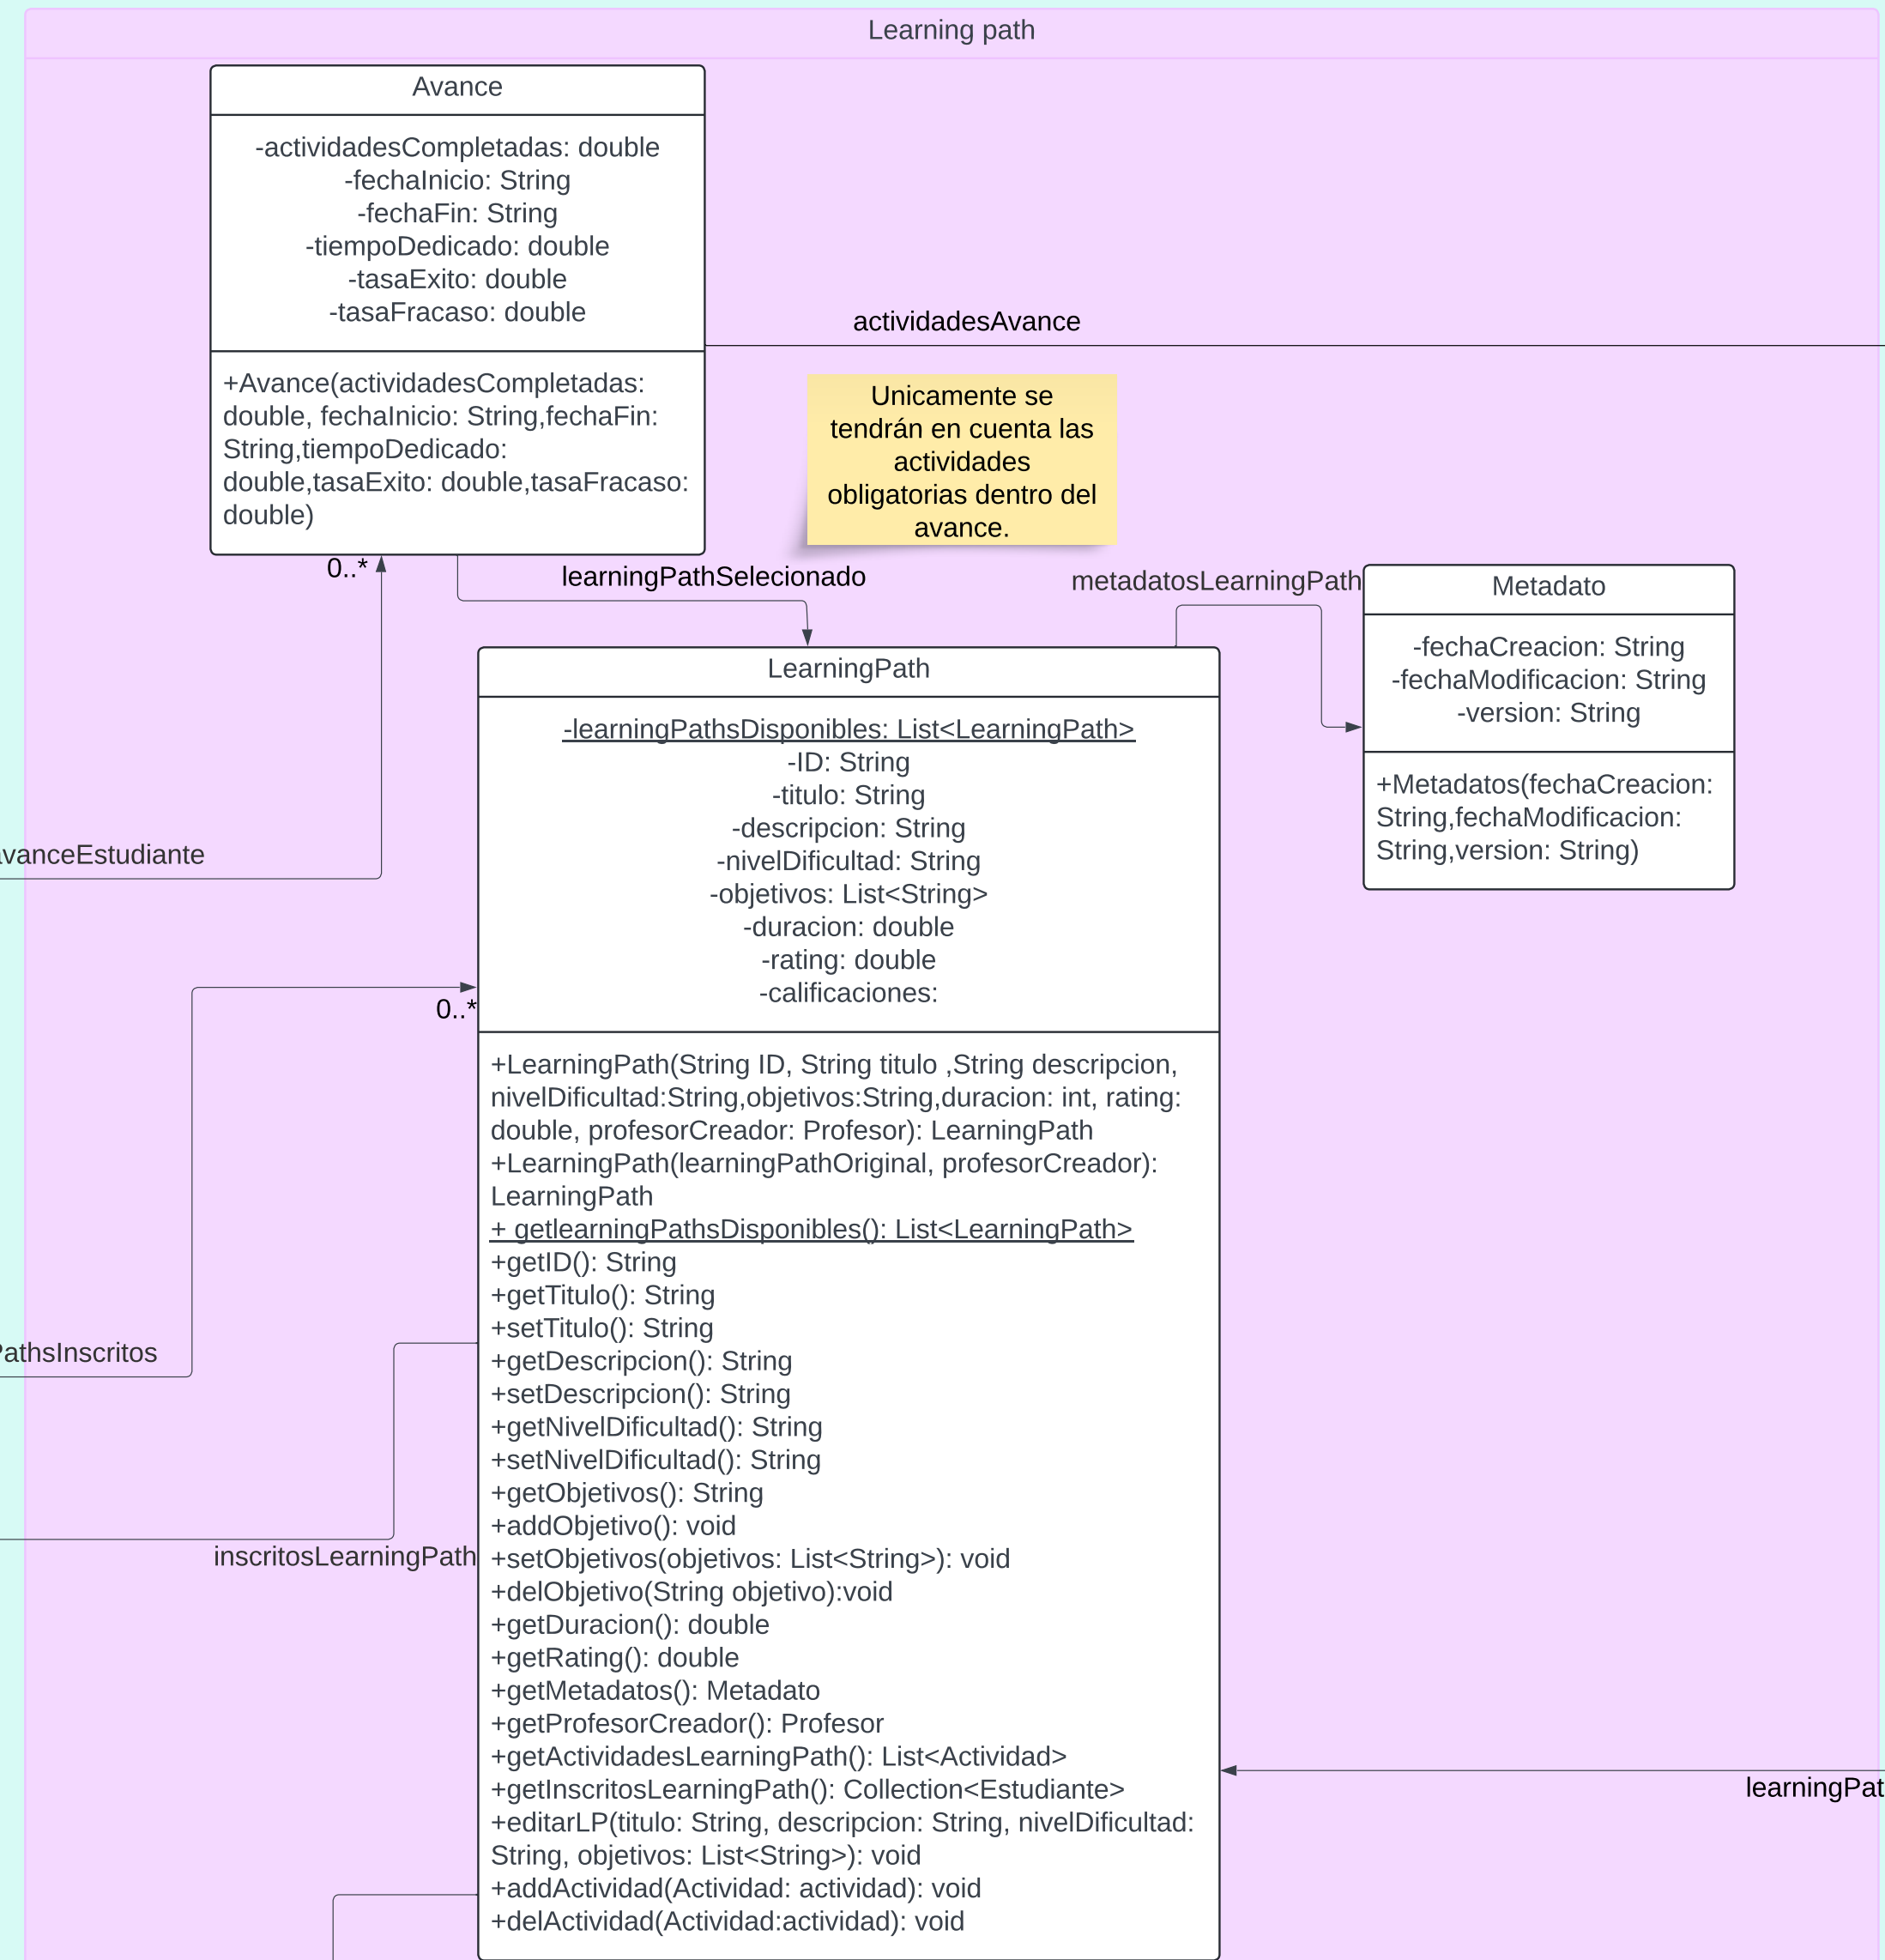 Learning path
Avance
-actividadesCompletadas: double
-fechaInicio: String
-fechaFin: String
-tiempoDedicado: double
-tasaExito: double
-tasaFracaso: double
+Avance(actividadesCompletadas:
double, fechaInicio: String,fechaFin:
String,tiempoDedicado:
double,tasaExito: double,tasaFracaso:
double)
actividadesAvance
Unicamente se
tendrán en cuenta las
actividades
obligatorias dentro del
avance.
0..*
learningPathSelecionado
metadatosLearningPath
Metadato
-fechaCreacion: String
-fechaModificacion: String
-version: String
+Metadatos(fechaCreacion:
String,fechaModificacion:
String,version: String)
avanceEstudiante
LearningPath
-learningPathsDisponibles: List<LearningPath>
-ID: String
-titulo: String
-descripcion: String
-nivelDificultad: String
-objetivos: List<String>
-duracion: double
-rating: double
-calificaciones:
0..*
+LearningPath(String ID, String titulo ,String descripcion,
nivelDificultad:String,objetivos:String,duracion: int, rating:
double, profesorCreador: Profesor): LearningPath
+LearningPath(learningPathOriginal, profesorCreador):
LearningPath
+ getlearningPathsDisponibles(): List<LearningPath>
+getID(): String
+getTitulo(): String
+setTitulo(): String
+getDescripcion(): String
+setDescripcion(): String
+getNivelDificultad(): String
+setNivelDificultad(): String
+getObjetivos(): String
+addObjetivo(): void
+setObjetivos(objetivos: List<String>): void
+delObjetivo(String objetivo):void
+getDuracion(): double
+getRating(): double
+getMetadatos(): Metadato
+getProfesorCreador(): Profesor
+getActividadesLearningPath(): List<Actividad>
+getInscritosLearningPath(): Collection<Estudiante>
+editarLP(titulo: String, descripcion: String, nivelDificultad:
String, objetivos: List<String>): void
+addActividad(Actividad: actividad): void
+delActividad(Actividad:actividad): void
PathsInscritos
inscritosLearningPath
learningPat